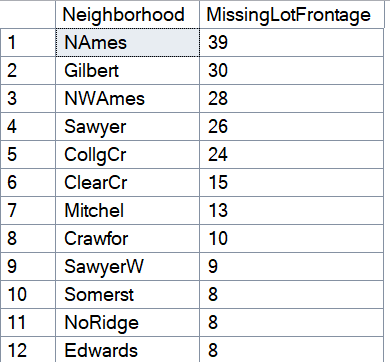 Neighborhood MissingLotFrontage
1 NAmes 39
2 Gilbert 30
3 NWAmes 28
4 Sawyer 26
5 CollgCr 24
6 ClearCr 15
7 Mitchel 13
8 Crawfor 10
9 SawyerW 9
10 Somerst 8
11 NoRidge 8
12 Edwards 8